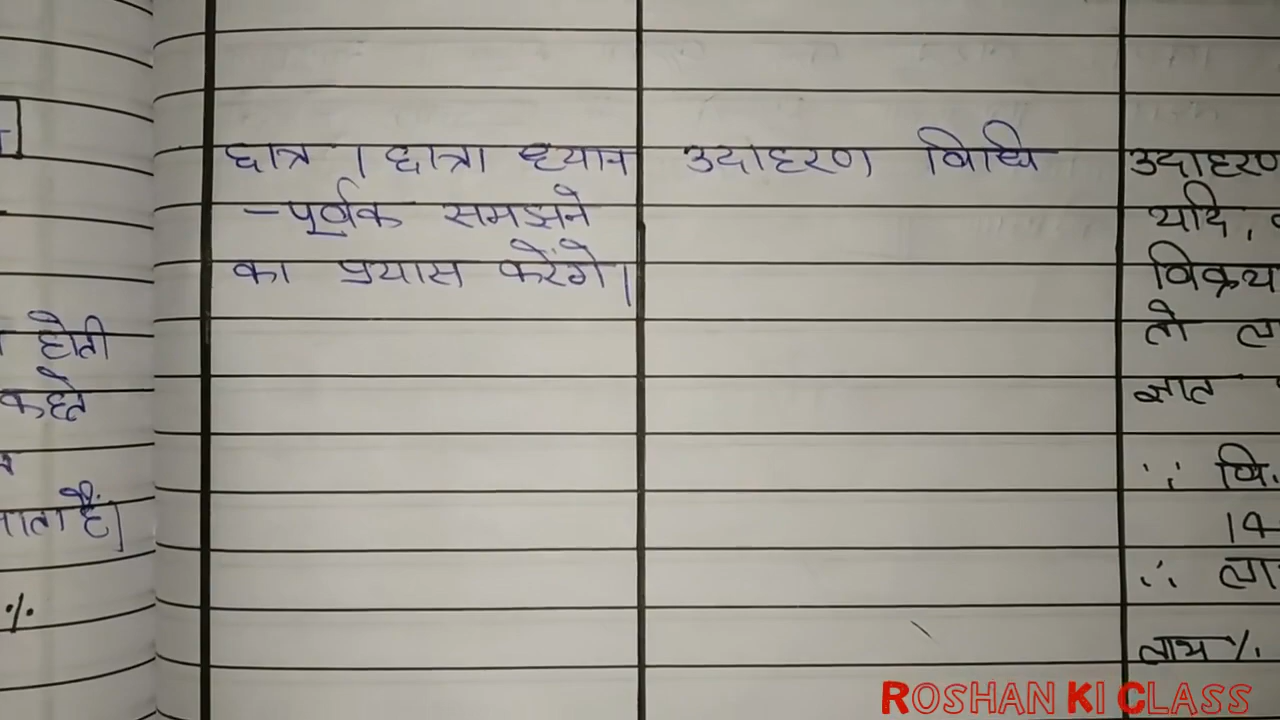 छात्र । छात्रा ध्यान
-पूर्वक समझने
का प्रयास करेंगे।
उदाहरण विधि
उदाहरण
यदि,
विक्रय
तो
ज्ञात
∵ वि.
14
∴ ला
लाभ %
होती
कहते
जाता है।
%
ROSHAN KI CLASS